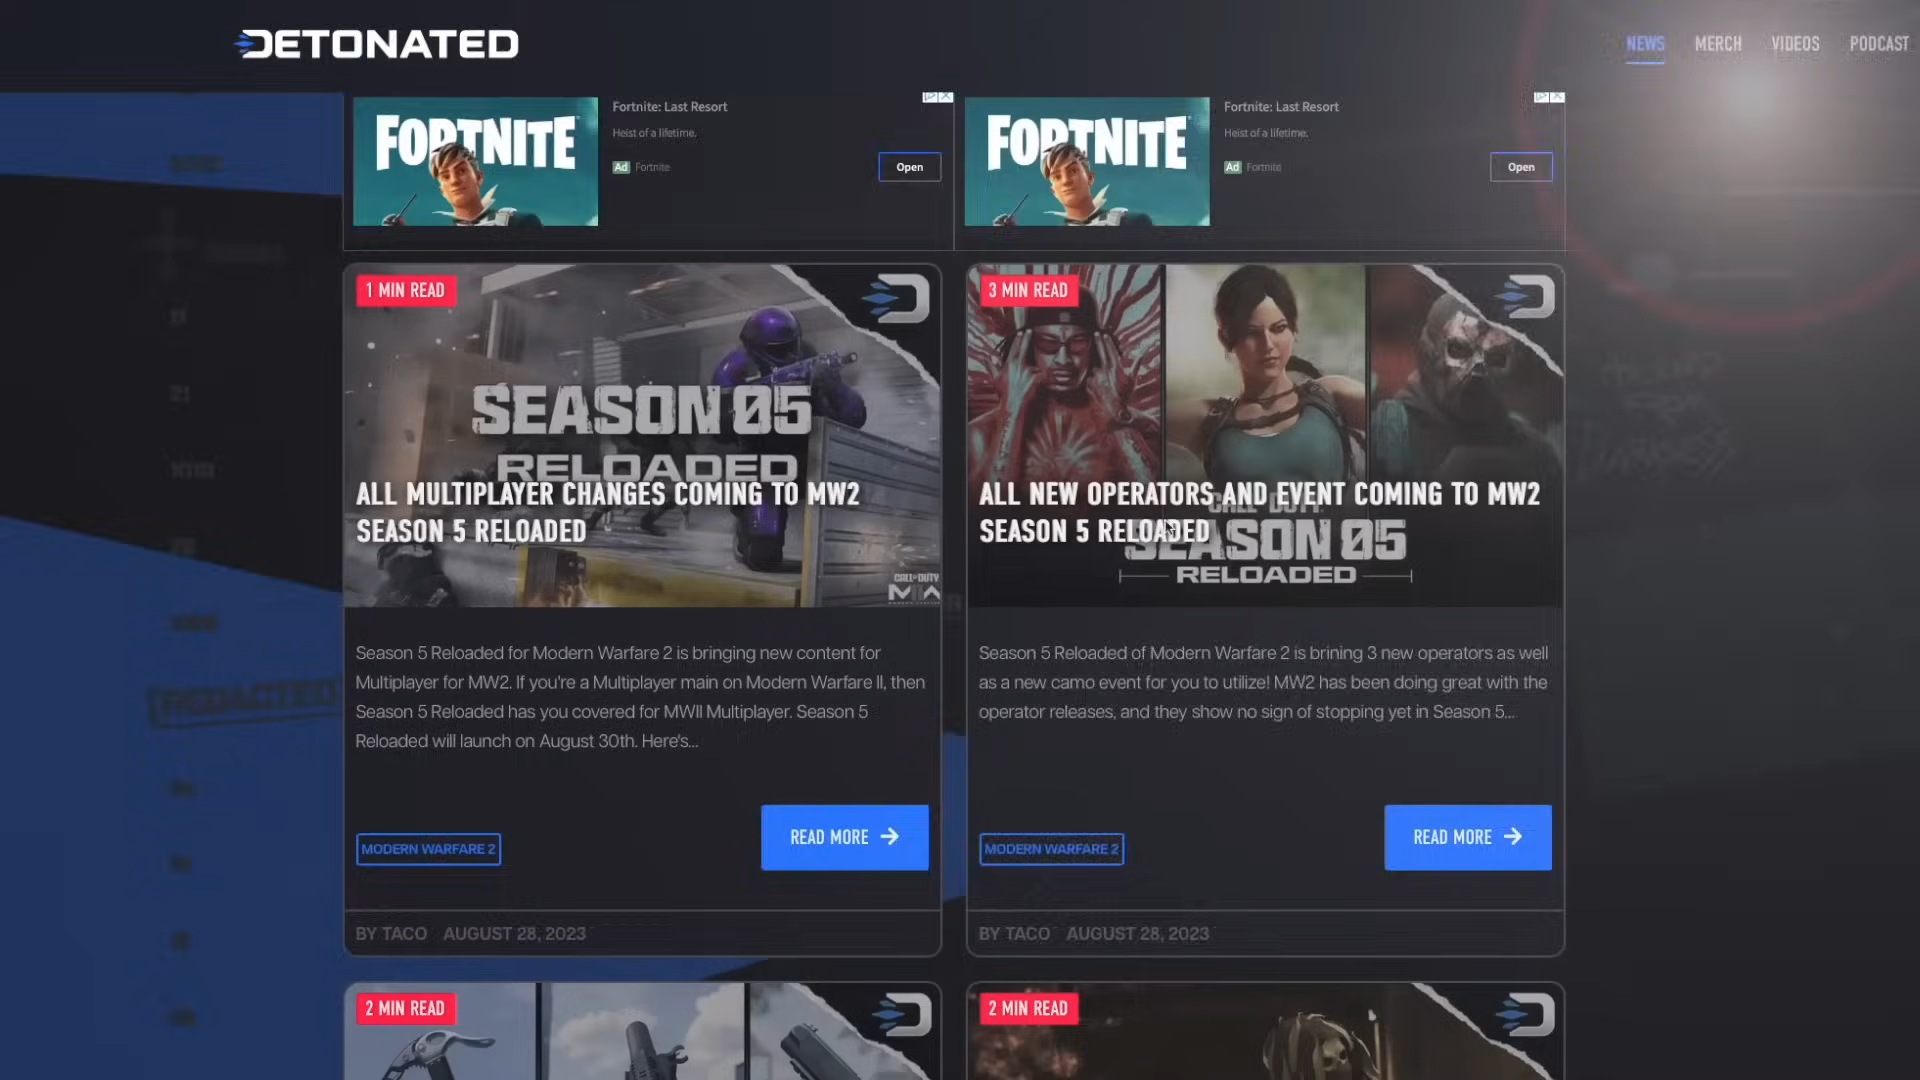 DETONATED
NEWS MERCH VIDEOS PODCAST
FORTNITE
Fortnite: Last Resort
Heist of a lifetime.
Ad Fortnite
Open
FORTNITE
Fortnite: Last Resort
Heist of a lifetime.
Ad Fortnite
Open
1 MIN READ
SEASON 05
RELOADED
ALL MULTIPLAYER CHANGES COMING TO MW2
SEASON 5 RELOADED
CALL OF DUTY
Season 5 Reloaded for Modern Warfare 2 is bringing new content for
Multiplayer for MW2. If you're a Multiplayer main on Modern Warfare II, then
Season 5 Reloaded has you covered for MWII Multiplayer. Season 5
Reloaded will launch on August 30th. Here's...
MODERN WARFARE 2
READ MORE
BY TACO AUGUST 28, 2023
3 MIN READ
ALL NEW OPERATORS AND EVENT COMING TO MW2
SEASON 5 RELOADED
CALL OF DUTY
SEASON 05
RELOADED
Season 5 Reloaded of Modern Warfare 2 is brining 3 new operators as well
as a new camo event for you to utilize! MW2 has been doing great with the
operator releases, and they show no sign of stopping yet in Season 5...
MODERN WARFARE 2
READ MORE
BY TACO AUGUST 28, 2023
2 MIN READ
2 MIN READ
REDACTED